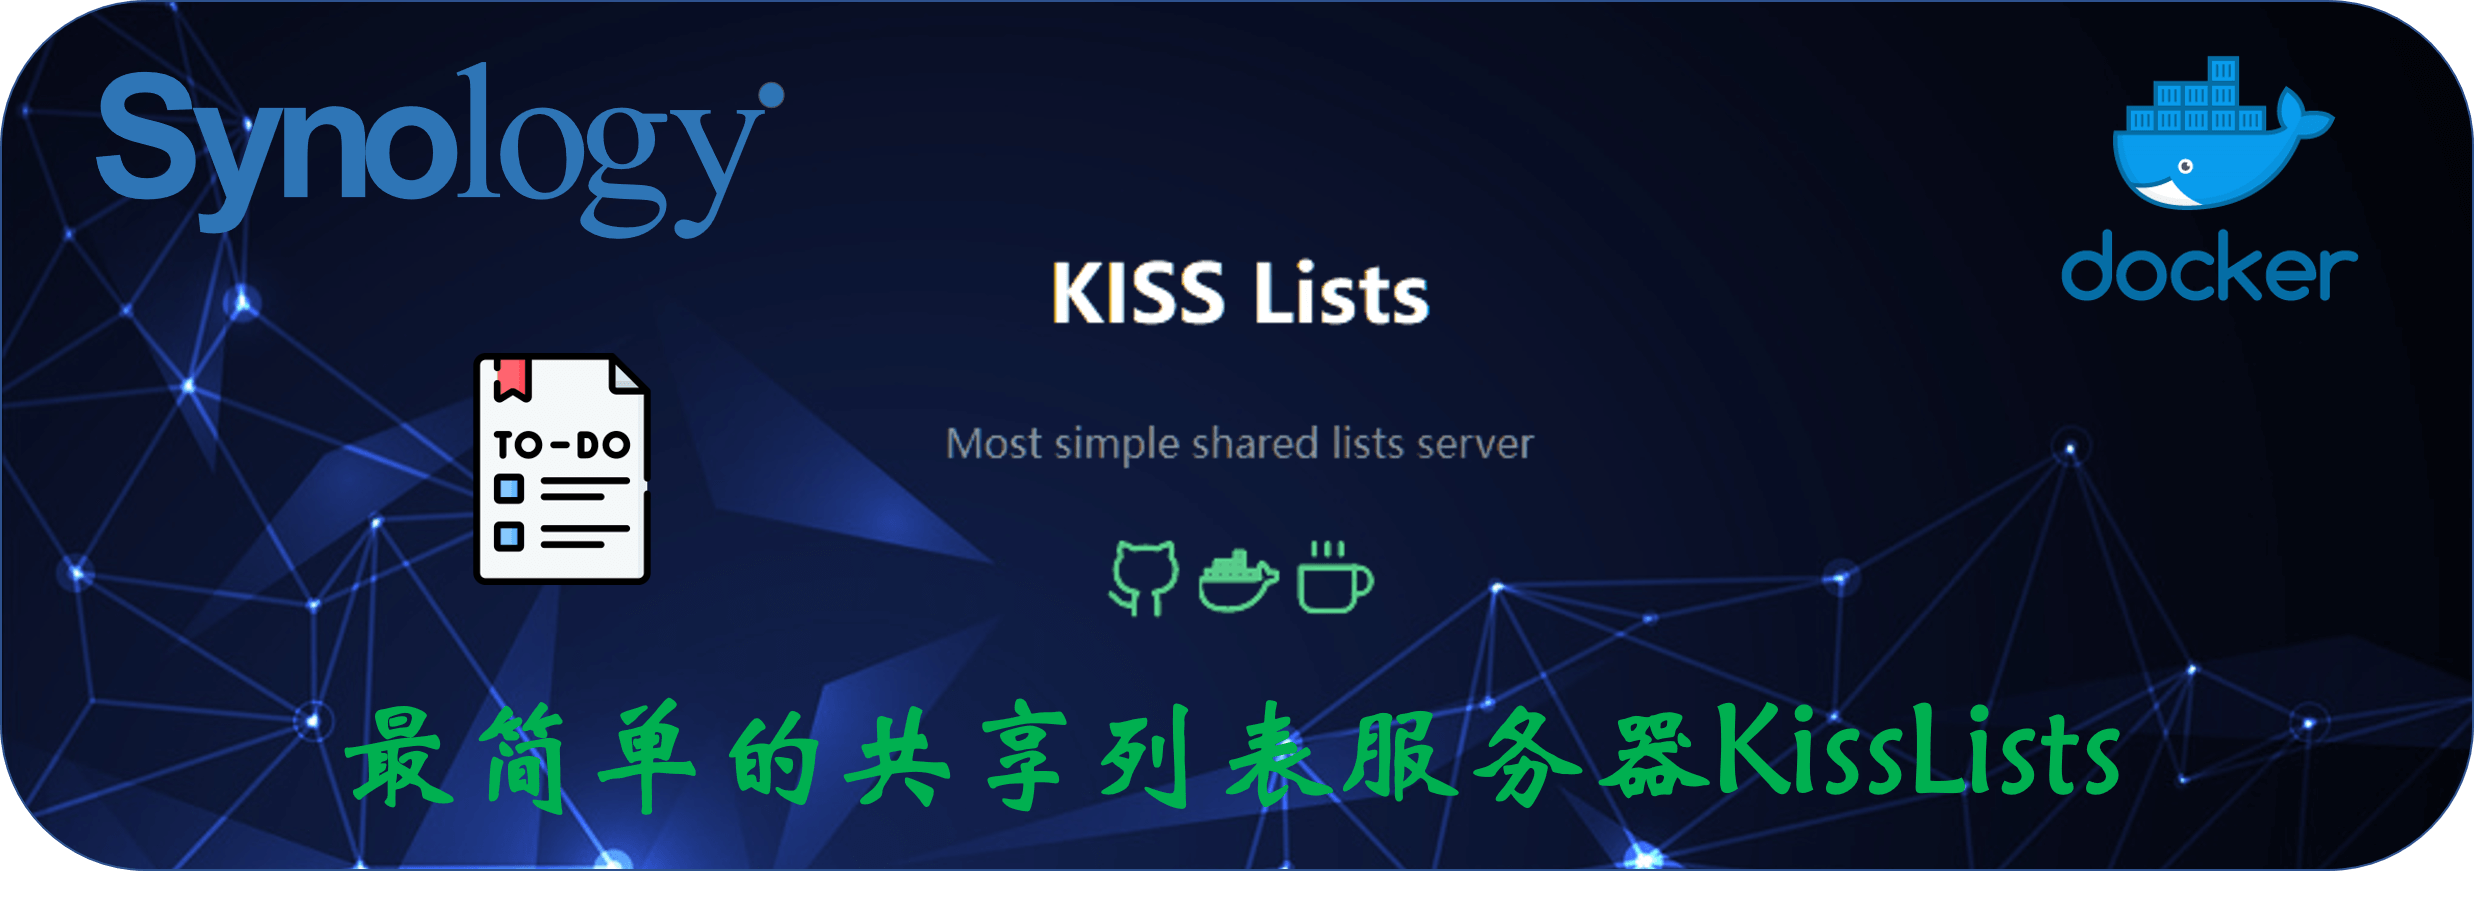 Synology
docker
KISS Lists
TO-DO
Most simple shared lists server
最简单的共享列表服务器KissLists